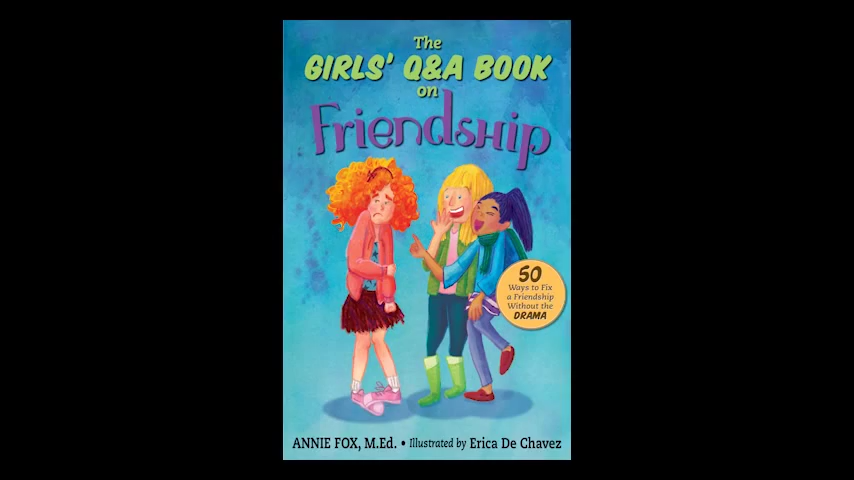 The
GIRLS' Q&A BOOK
on
Friendship
50
Ways to Fix
a Friendship
Without the
DRAMA
ANNIE FOX, M.Ed. • Illustrated by Erica De Chavez